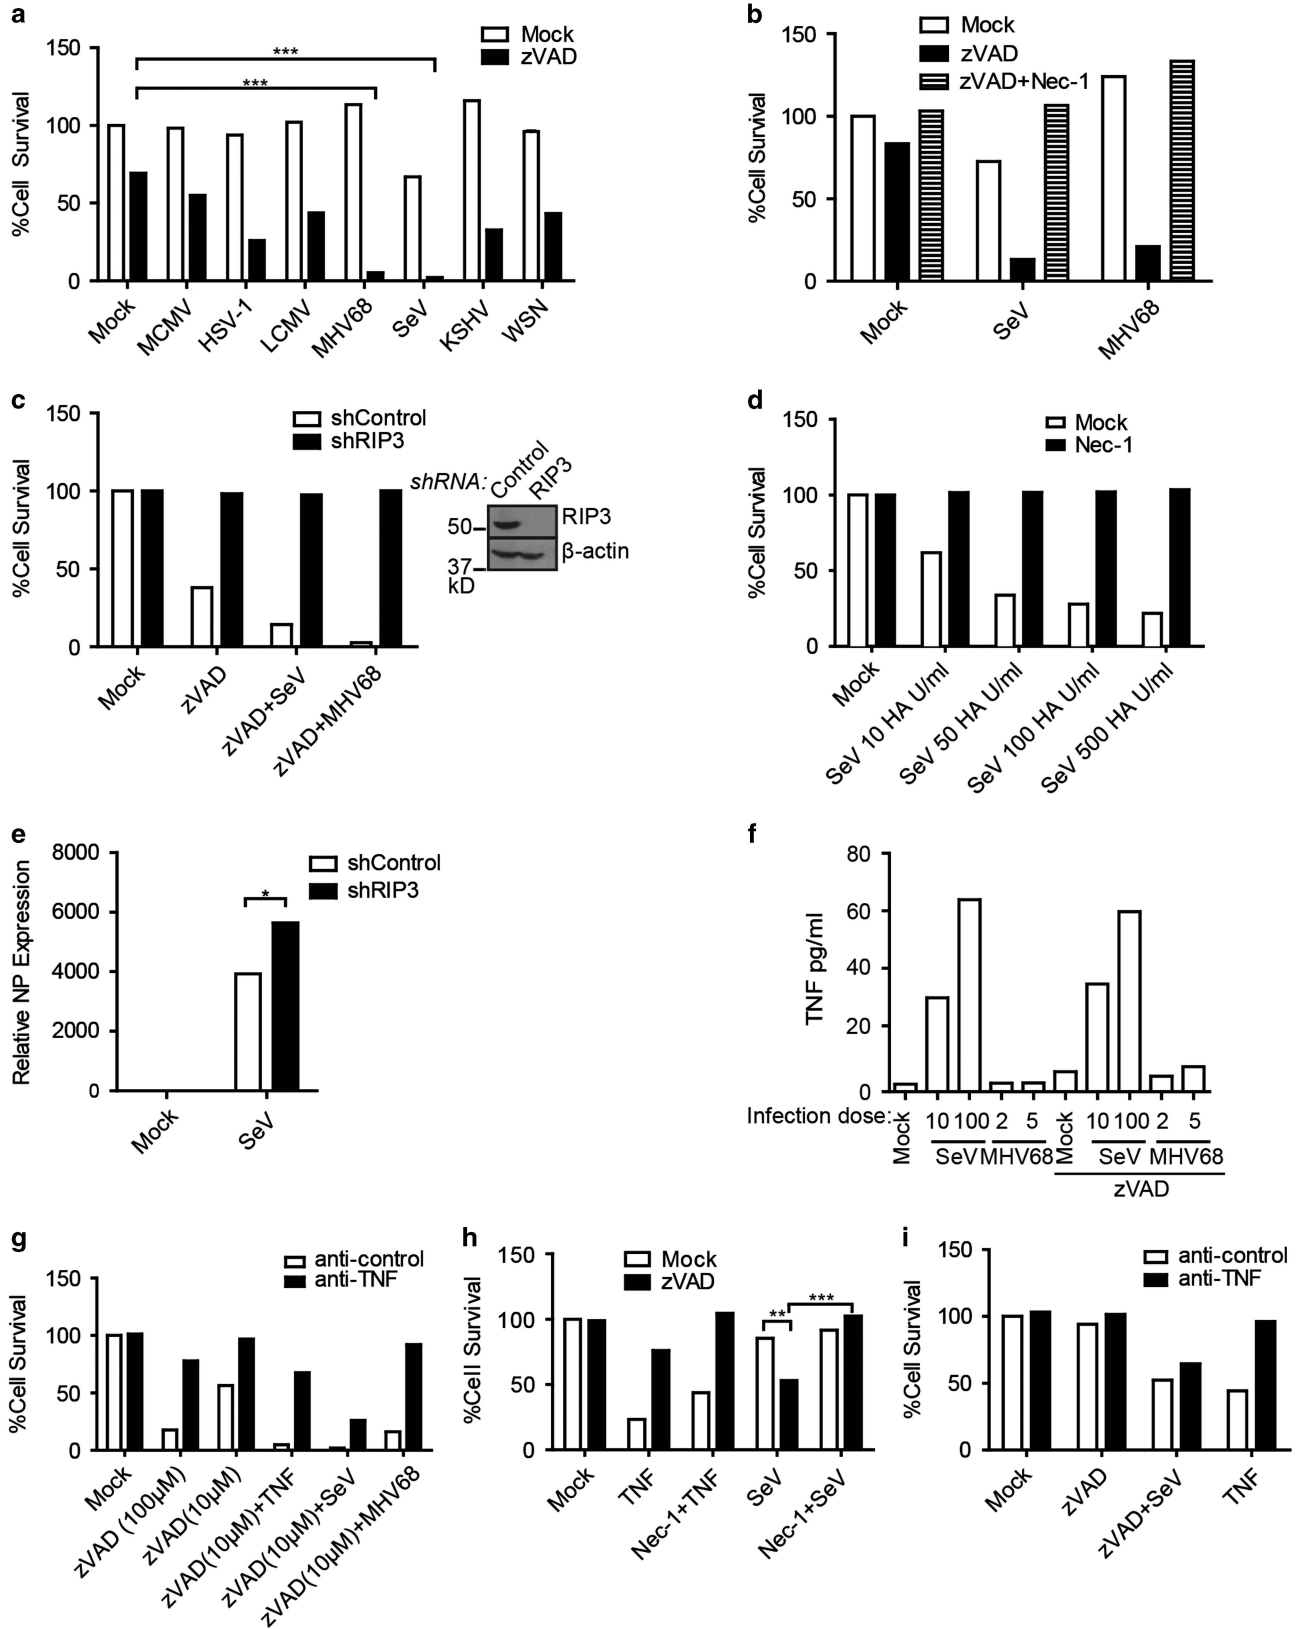 a
Mock
zVAD
***
***
%Cell Survival
150
100
50
0
Mock
MCMV
HSV-1
LCMV
MHV68
SeV
KSHV
WSN
b
Mock
zVAD
zVAD+Nec-1
%Cell Survival
150
100
50
0
Mock
SeV
MHV68
c
shControl
shRIP3
%Cell Survival
150
100
50
0
Mock
zVAD
zVAD+SeV
zVAD+MHV68
shRNA:
Control
RIP3
50
37
kD
RIP3
β-actin
d
Mock
Nec-1
%Cell Survival
150
100
50
0
Mock
SeV 10 HA U/ml
SeV 50 HA U/ml
SeV 100 HA U/ml
SeV 500 HA U/ml
e
shControl
shRIP3
*
Relative NP Expression
8000
6000
4000
2000
0
Mock
SeV
f
TNF pg/ml
80
60
40
20
0
Infection dose: Mock 10 100 2 5 Mock 10 100 2 5
SeV MHV68 SeV MHV68
zVAD
g
anti-control
anti-TNF
%Cell Survival
150
100
50
0
Mock
zVAD (100µM)
zVAD(10µM)
zVAD(10µM)+TNF
zVAD(10µM)+SeV
zVAD(10µM)+MHV68
h
Mock
zVAD
**
***
%Cell Survival
150
100
50
0
Mock
TNF
Nec-1+TNF
SeV
Nec-1+SeV
i
anti-control
anti-TNF
%Cell Survival
150
100
50
0
Mock
zVAD
zVAD+SeV
TNF